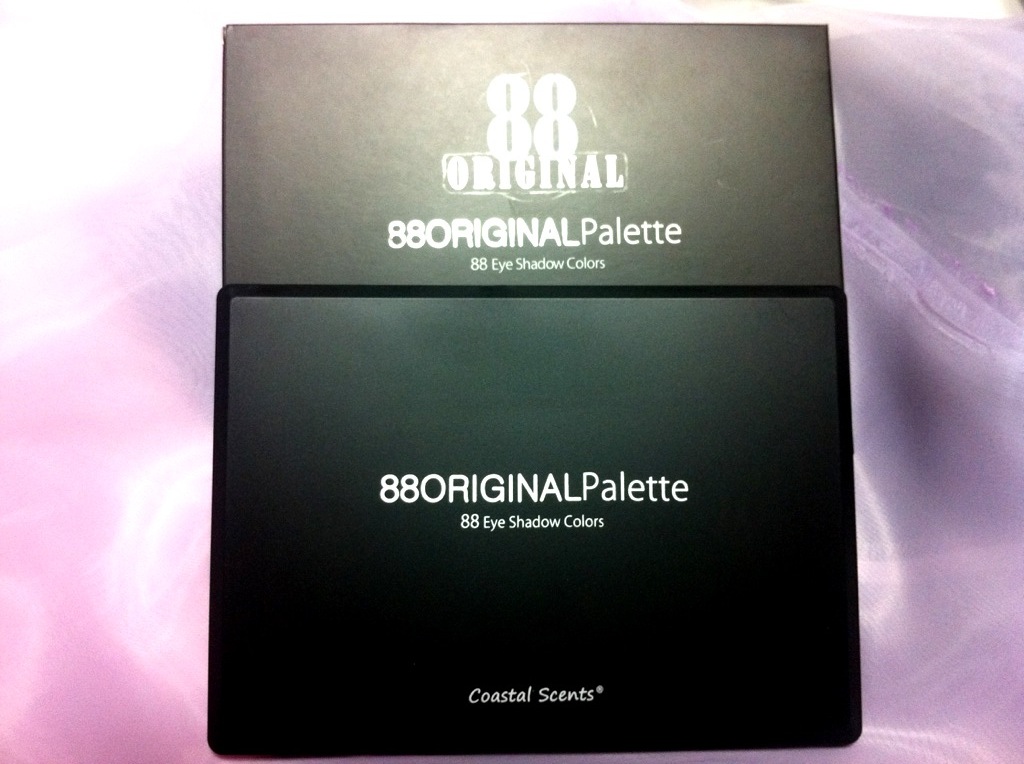 88
ORIGINAL
88ORIGINALPalette
88 Eye Shadow Colors
88ORIGINALPalette
88 Eye Shadow Colors
Coastal Scents®